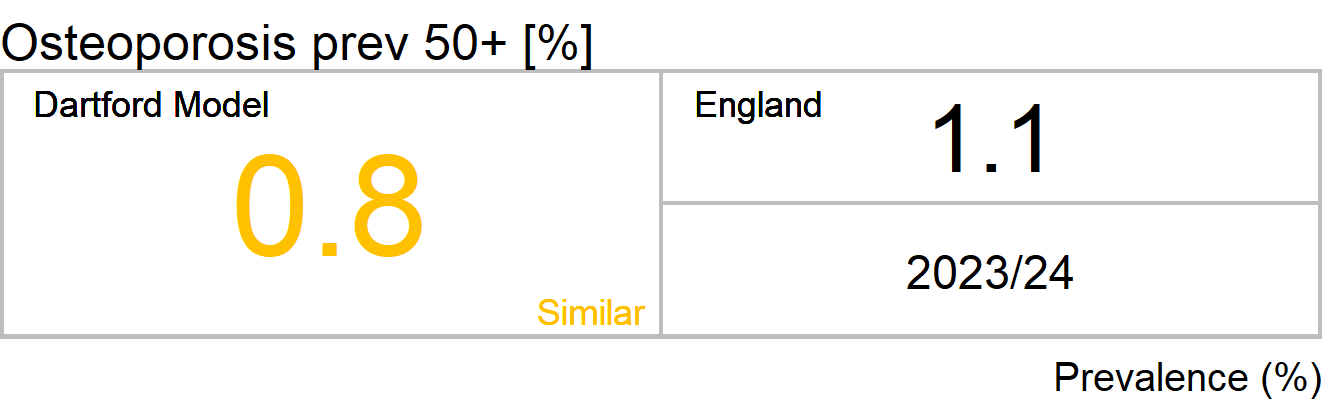 Osteoporosis prev 50+ [%]
Dartford Model
0.8
Similar
England
1.1
2023/24
Prevalence (%)